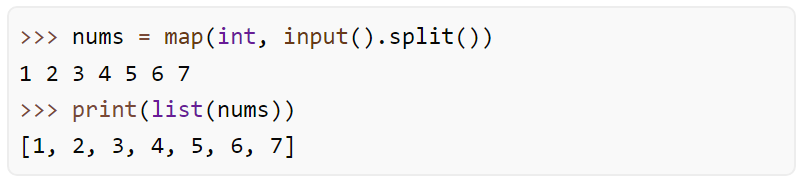 >>> nums = map(int, input().split())
1 2 3 4 5 6 7
>>> print(list(nums))
[1, 2, 3, 4, 5, 6, 7]